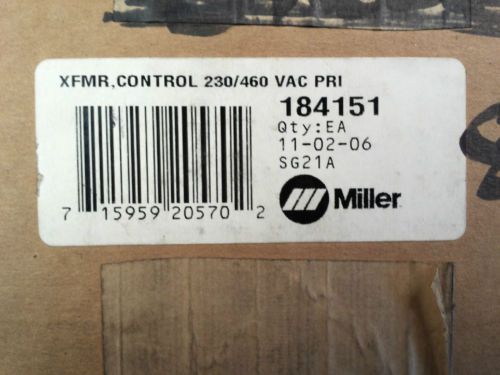 XFMR,CONTROL 230/460 VAC PRI
184151
Qty:EA
11-02-06
SG21A
7 15959 20570 2
Miller